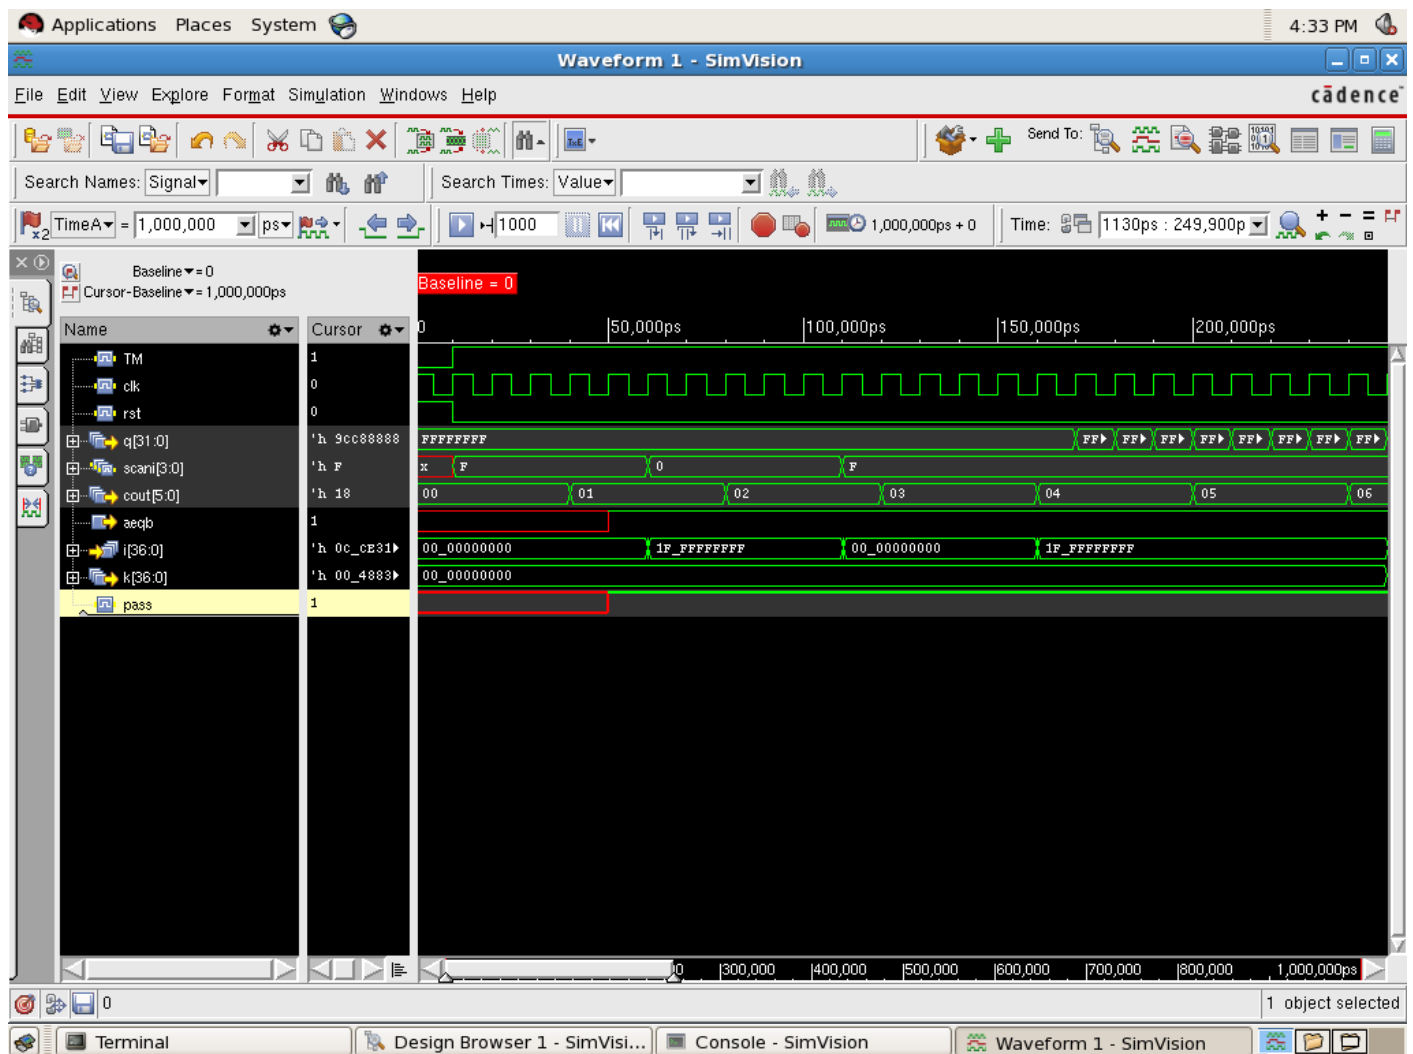 Applications Places System 4:33 PM
Waveform 1 - SimVision
File Edit View Explore Format Simulation Windows Help cādence
Send To:
Search Names: Signal Search Times: Value
x2 TimeA = 1,000,000 ps 1000 1,000,000ps + 0 Time: 1130ps : 249,900p
Baseline = 0
Cursor-Baseline = 1,000,000ps
Baseline = 0
Name Cursor 0 50,000ps 100,000ps 150,000ps 200,000ps
TM 1
clk 0
rst 0
q[31:0] 'h 9CC88888 FFFFFFFF FF FF FF FF FF FF FF FF
scani[3:0] 'h F x F 0 F
cout[5:0] 'h 18 00 01 02 03 04 05 06
aeqb 1
i[36:0] 'h 0C_CE31 00_00000000 1F_FFFFFFFF 00_00000000 1F_FFFFFFFF
k[36:0] 'h 00_4883 00_00000000
pass 1
0 300,000 400,000 500,000 600,000 700,000 800,000 1,000,000ps
0 1 object selected
Terminal Design Browser 1 - SimVisi... Console - SimVision Waveform 1 - SimVision